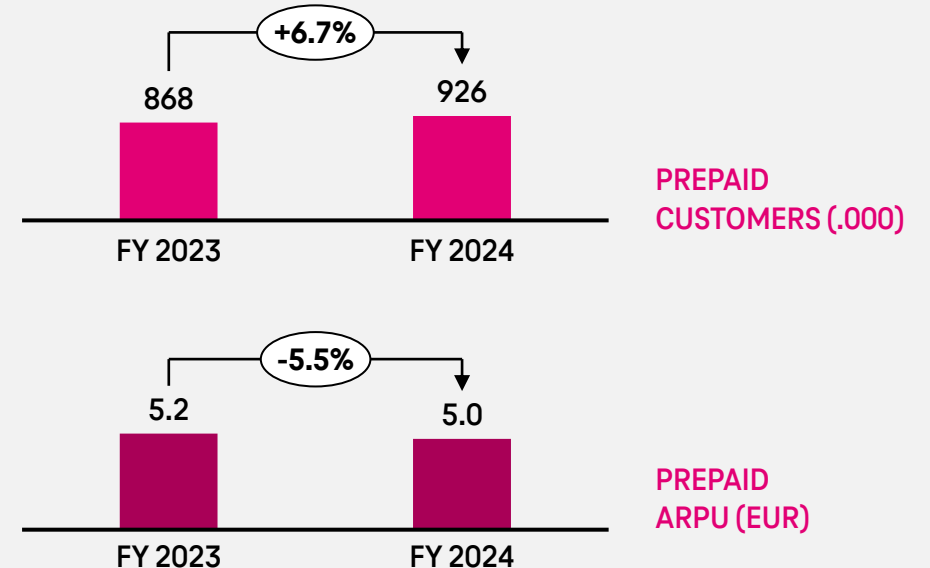 +6.7%
868
926
PREPAID
CUSTOMERS (.000)
FY 2023
FY 2024
-5.5%
5.2
5.0
PREPAID
ARPU (EUR)
FY 2023
FY 2024